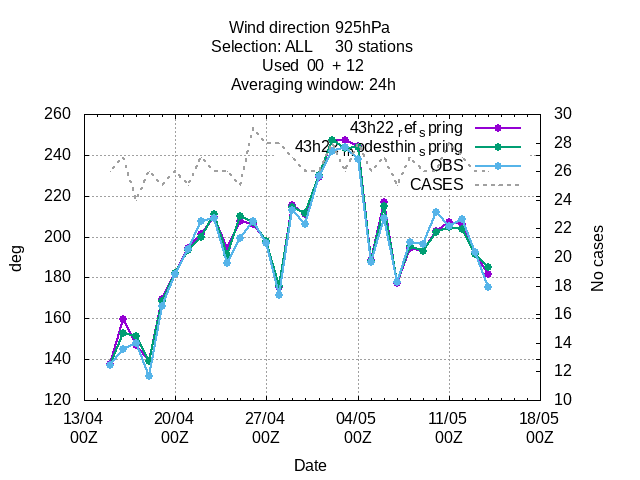 Wind direction 925hPa
Selection: ALL 30 stations
Used 00 + 12
Averaging window: 24h
260
240
220
200
180
160
140
120
deg
30
28
26
24
22
20
18
16
14
12
10
No cases
43h22_ref_spring
spring
OBS
CASES
13/04 20/04 27/04 04/05 11/05 18/05
00Z 00Z 00Z 00Z 00Z 00Z
Date